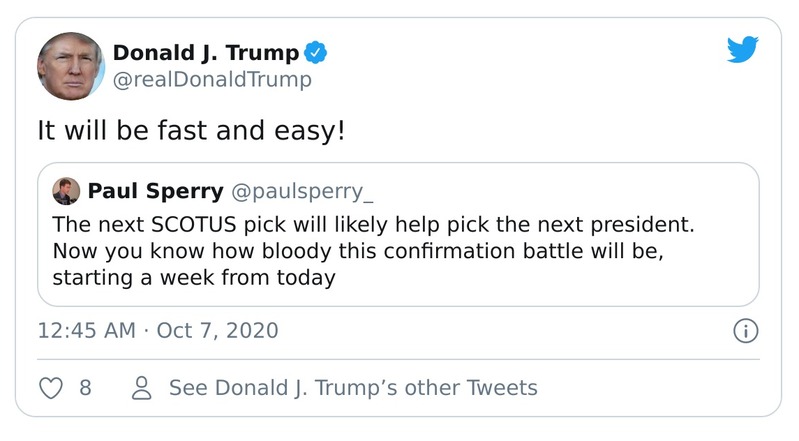 Donald J. Trump
@realDonaldTrump
It will be fast and easy!
Paul Sperry @paulsperry_
The next SCOTUS pick will likely help pick the next president.
Now you know how bloody this confirmation battle will be,
starting a week from today
12:45 AM · Oct 7, 2020
8 See Donald J. Trump’s other Tweets